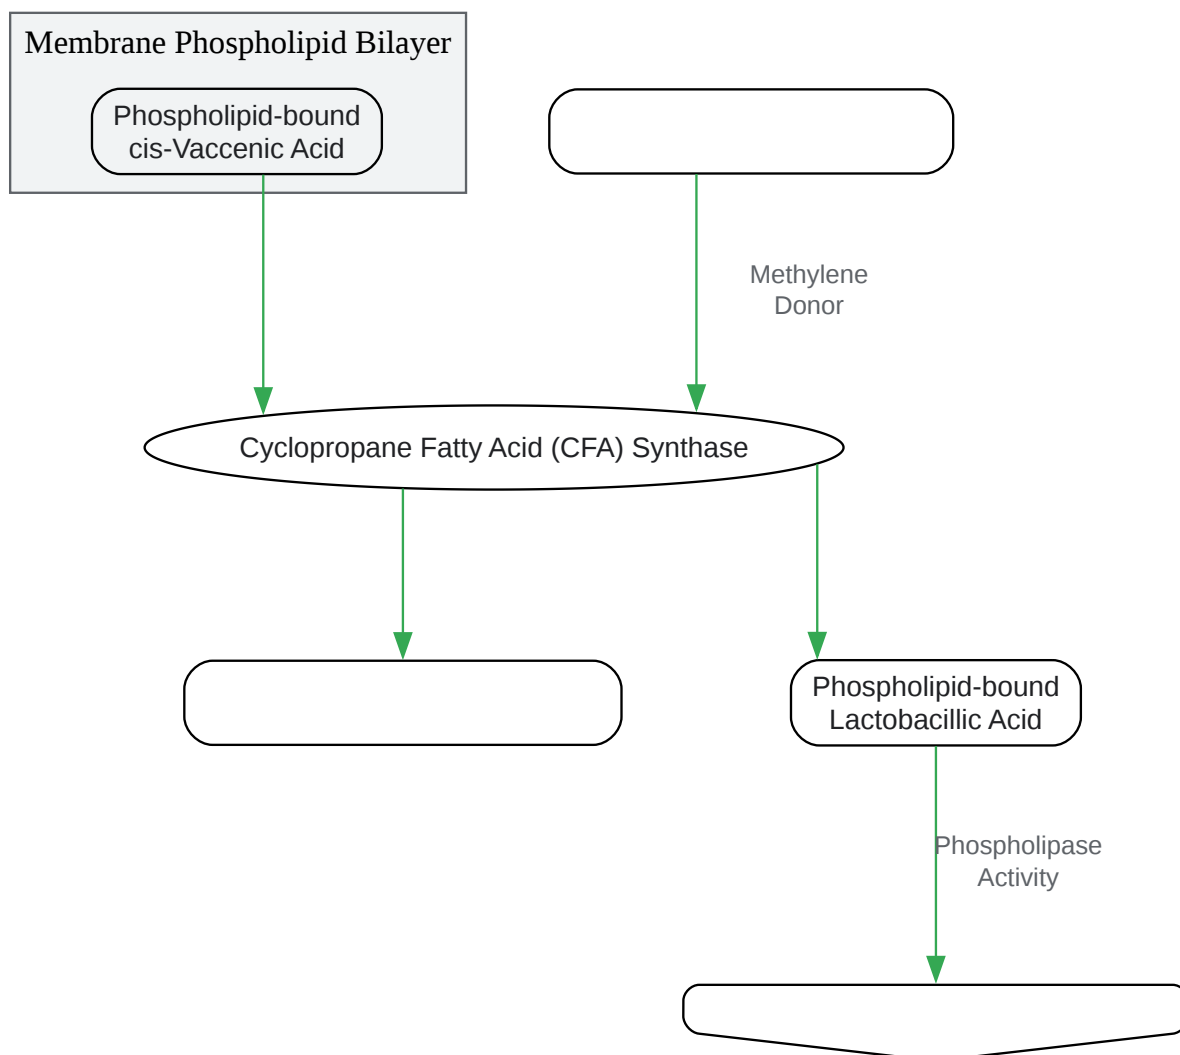 Membrane Phospholipid Bilayer
Phospholipid-bound
cis-Vaccenic Acid
Methylene
Donor
Cyclopropane Fatty Acid (CFA) Synthase
Phospholipid-bound
Lactobacillic Acid
Phospholipase
Activity